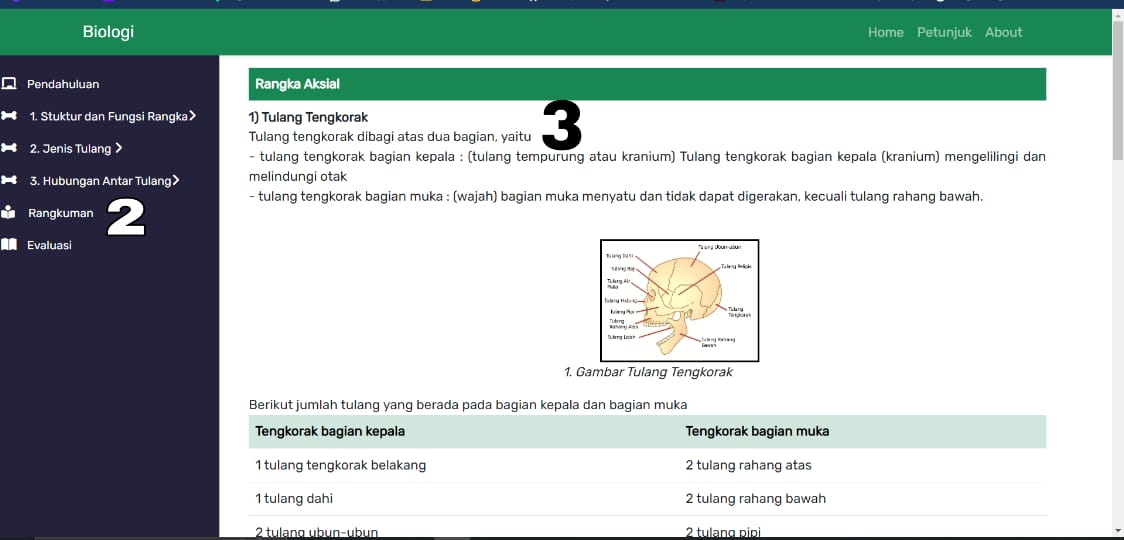 Biologi
Home Petunjuk About
Pendahuluan
1. Stuktur dan Fungsi Rangka
2. Jenis Tulang
3. Hubungan Antar Tulang
Rangkuman
2
Evaluasi
Rangka Aksial
3
1) Tulang Tengkorak
Tulang tengkorak dibagi atas dua bagian, yaitu
- tulang tengkorak bagian kepala : (tulang tempurung atau kranium) Tulang tengkorak bagian kepala (kranium) mengelilingi dan
melindungi otak
- tulang tengkorak bagian muka : (wajah) bagian muka menyatu dan tidak dapat digerakan, kecuali tulang rahang bawah.
Tulang Ubun-ubun
Tulang Dahi
Tulang Baji
Tulang Pelipis
Tulang Air
Mata
Tulang Hidung
Tulang Pipi
Tulang
Tengkorak
Tulang
Rahang Atas
Tulang Lidah
Tulang Rahang
Bawah
1. Gambar Tulang Tengkorak
Berikut jumlah tulang yang berada pada bagian kepala dan bagian muka
Tengkorak bagian kepala Tengkorak bagian muka
1 tulang tengkorak belakang 2 tulang rahang atas
1 tulang dahi 2 tulang rahang bawah
2 tulang ubun-ubun 2 tulang pipi